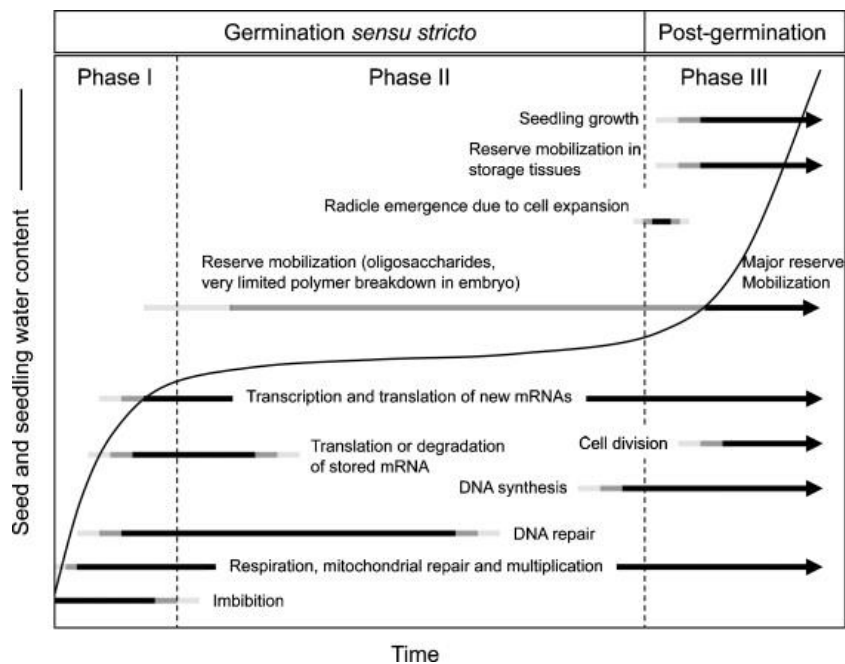 Germination sensu stricto
Post-germination
Phase I
Phase II
Phase III
Seedling growth
Reserve mobilization in
storage tissues
Radicle emergence due to cell expansion
Reserve mobilization (oligosaccharides,
very limited polymer breakdown in embryo)
Major reserve
Mobilization
Transcription and translation of new mRNAs
Translation or degradation
of stored mRNA
Cell division
DNA synthesis
DNA repair
Respiration, mitochondrial repair and multiplication
Imbibition
Seed and seedling water content
Time